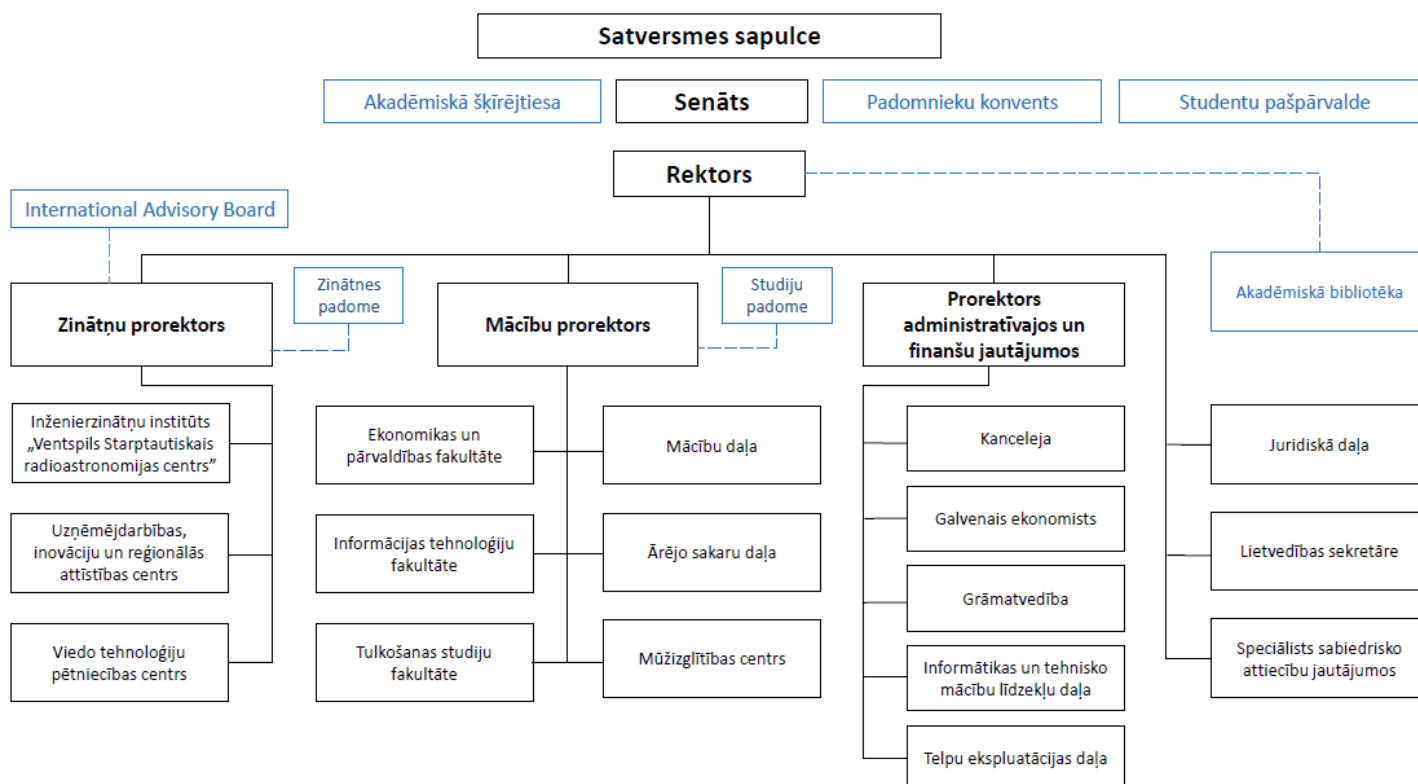 Satversmes sapulce
Akadēmiskā šķīrējtiesa
Senāts
Padomnieku konvents
Studentu pašpārvalde
Rektors
International Advisory Board
Zinātnes
padome
Studiju
padome
Akadēmiskā bibliotēka
Zinātņu prorektors
Mācību prorektors
Prorektors
administratīvajos un
finanšu jautājumos
Inženierzinātņu institūts
„Ventspils Starptautiskais
radioastronomijas centrs”
Ekonomikas un
pārvaldības fakultāte
Mācību daļa
Kanceleja
Juridiskā daļa
Uzņēmējdarbības,
inovāciju un reģionālās
attīstības centrs
Informācijas tehnoloģiju
fakultāte
Ārējo sakaru daļa
Galvenais ekonomists
Lietvedības sekretāre
Grāmatvedība
Viedo tehnoloģiju
pētniecības centrs
Tulkošanas studiju
fakultāte
Mūžizglītības centrs
Informātikas un tehnisko
mācību līdzekļu daļa
Speciālists sabiedrisko
attiecību jautājumos
Telpu ekspluatācijas daļa